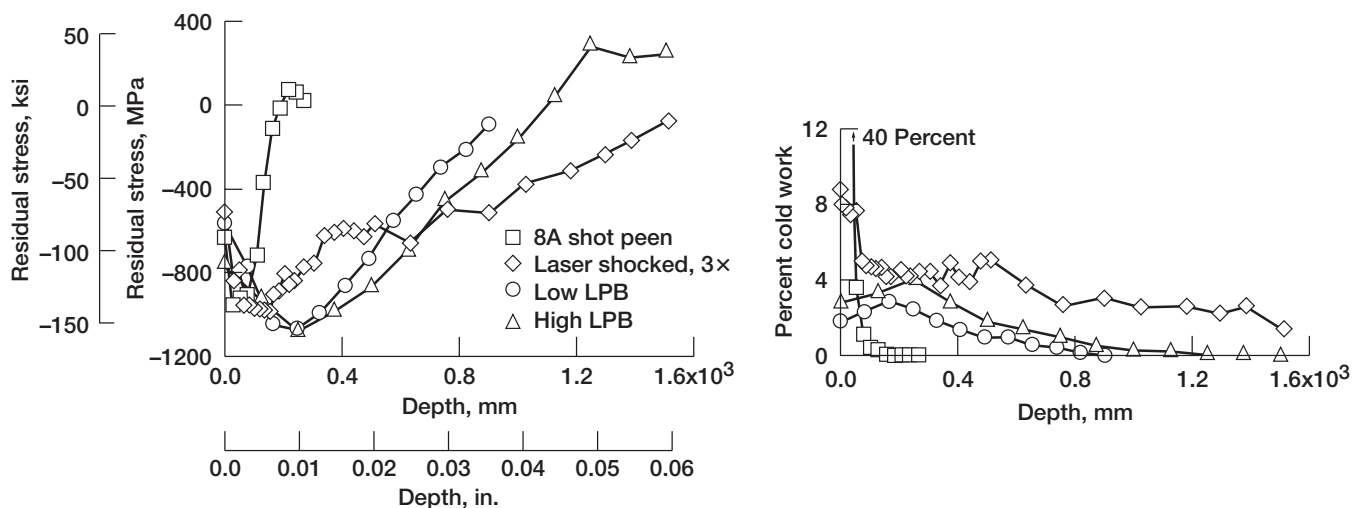 Residual stress, ksi
50
0
−50
−100
−150
Residual stress, MPa
400
0
−400
−800
−1200
8A shot peen
Laser shocked, 3×
Low LPB
High LPB
0.0 0.4 0.8 1.2 1.6x10³
Depth, mm
0.0 0.01 0.02 0.03 0.04 0.05 0.06
Depth, in.
Percent cold work
12
8
4
0
40 Percent
0.0 0.4 0.8 1.2 1.6x10³
Depth, mm